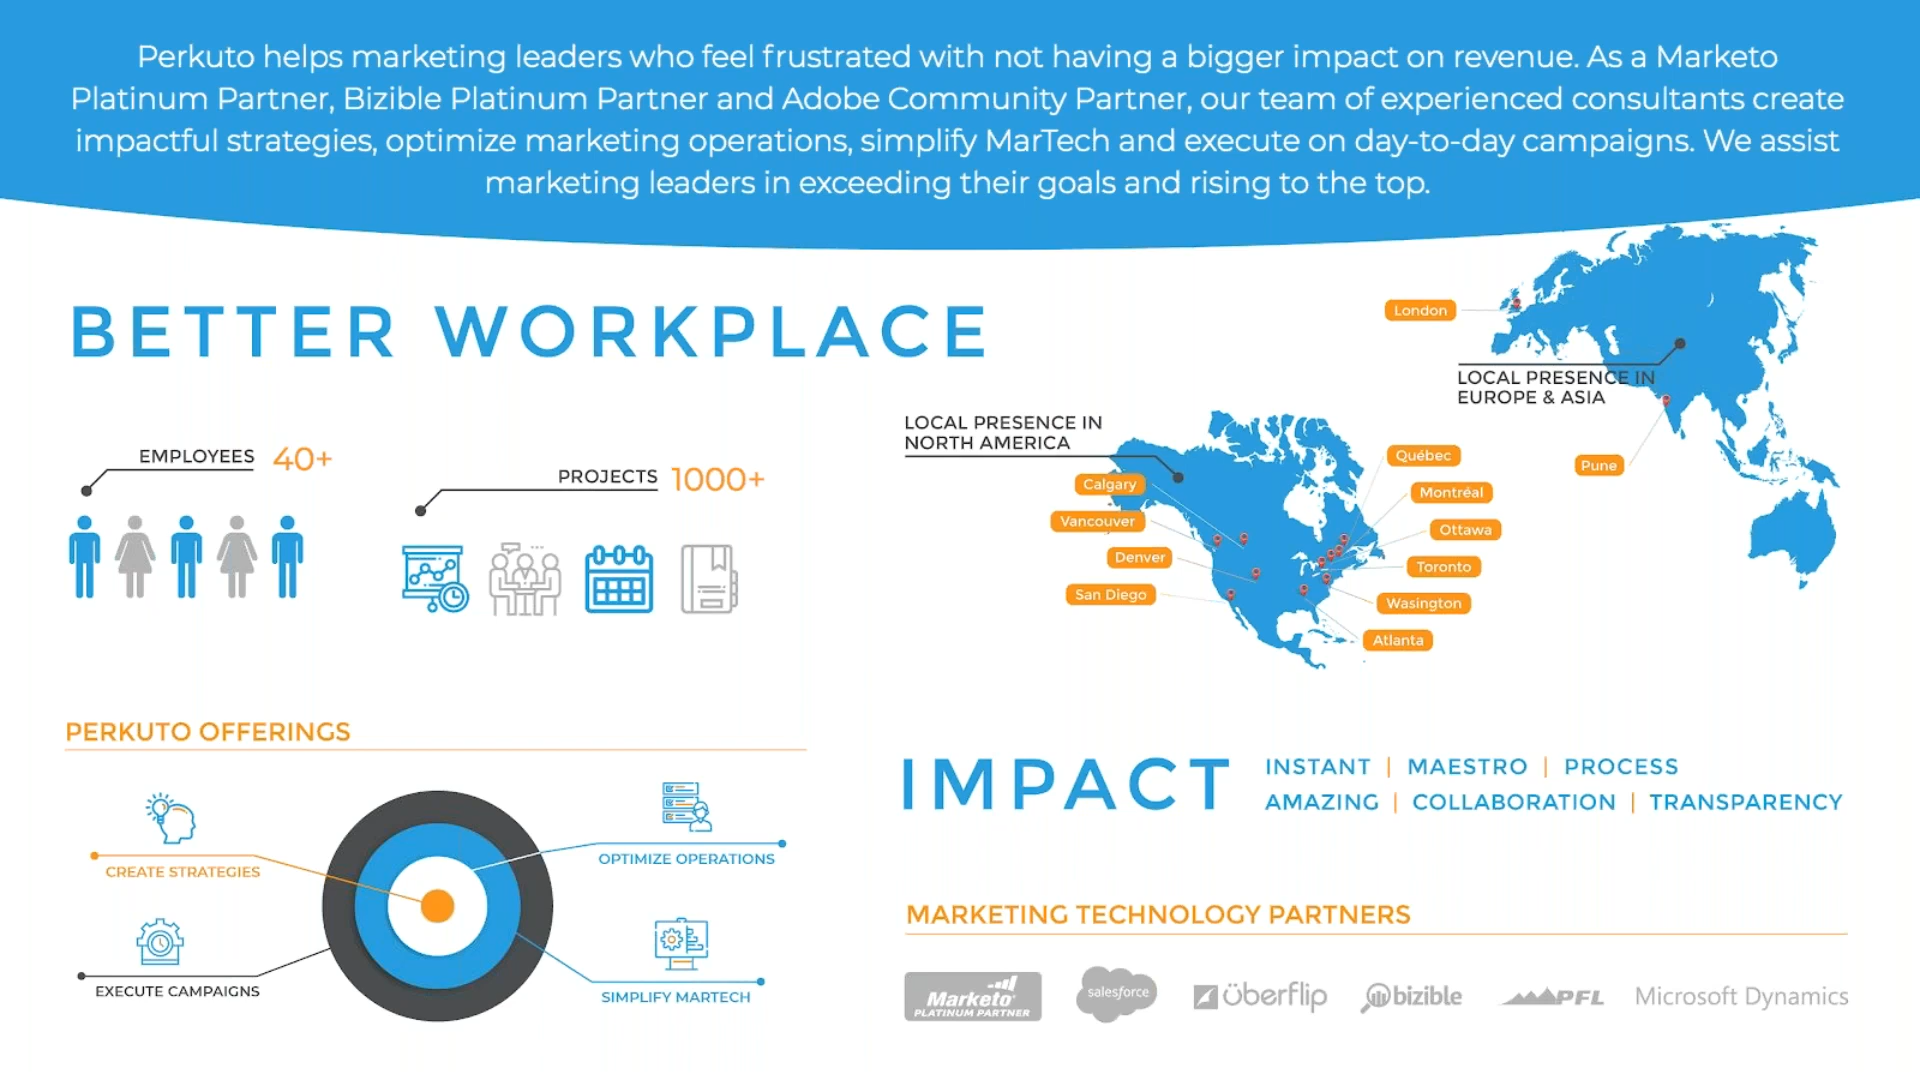 Perkuto helps marketing leaders who feel frustrated with not having a bigger impact on revenue. As a Marketo
Platinum Partner, Bizible Platinum Partner and Adobe Community Partner, our team of experienced consultants create
impactful strategies, optimize marketing operations, simplify MarTech and execute on day-to-day campaigns. We assist
marketing leaders in exceeding their goals and rising to the top.
BETTER WORKPLACE
EMPLOYEES 40+
PROJECTS 1000+
London
LOCAL PRESENCE IN
EUROPE & ASIA
Pune
LOCAL PRESENCE IN
NORTH AMERICA
Calgary
Vancouver
Denver
San Diego
Québec
Montréal
Ottawa
Toronto
Wasington
Atlanta
PERKUTO OFFERINGS
CREATE STRATEGIES
OPTIMIZE OPERATIONS
EXECUTE CAMPAIGNS
SIMPLIFY MARTECH
IMPACT
INSTANT | MAESTRO | PROCESS
AMAZING | COLLABORATION | TRANSPARENCY
MARKETING TECHNOLOGY PARTNERS
Marketo
PLATINUM PARTNER
salesforce
überflip
bizible
PFL
Microsoft Dynamics